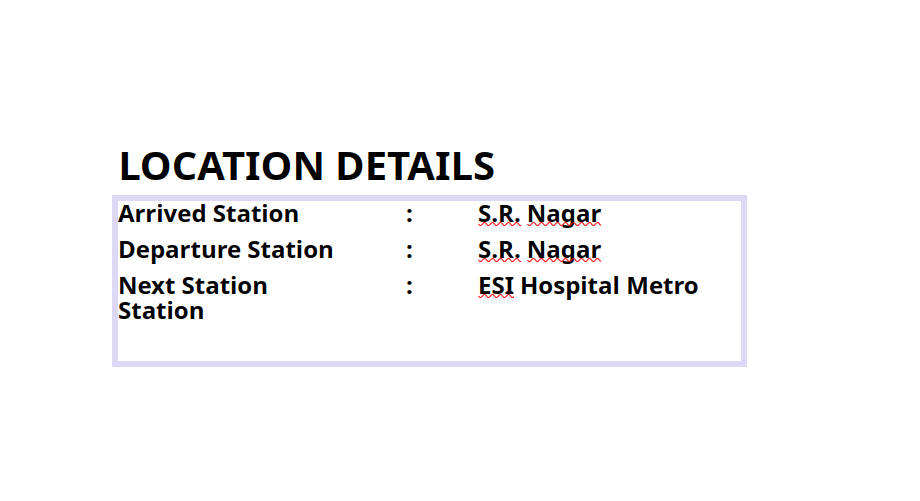 LOCATION DETAILS
Arrived Station : S.R. Nagar
Departure Station : S.R. Nagar
Next Station : ESI Hospital Metro
Station